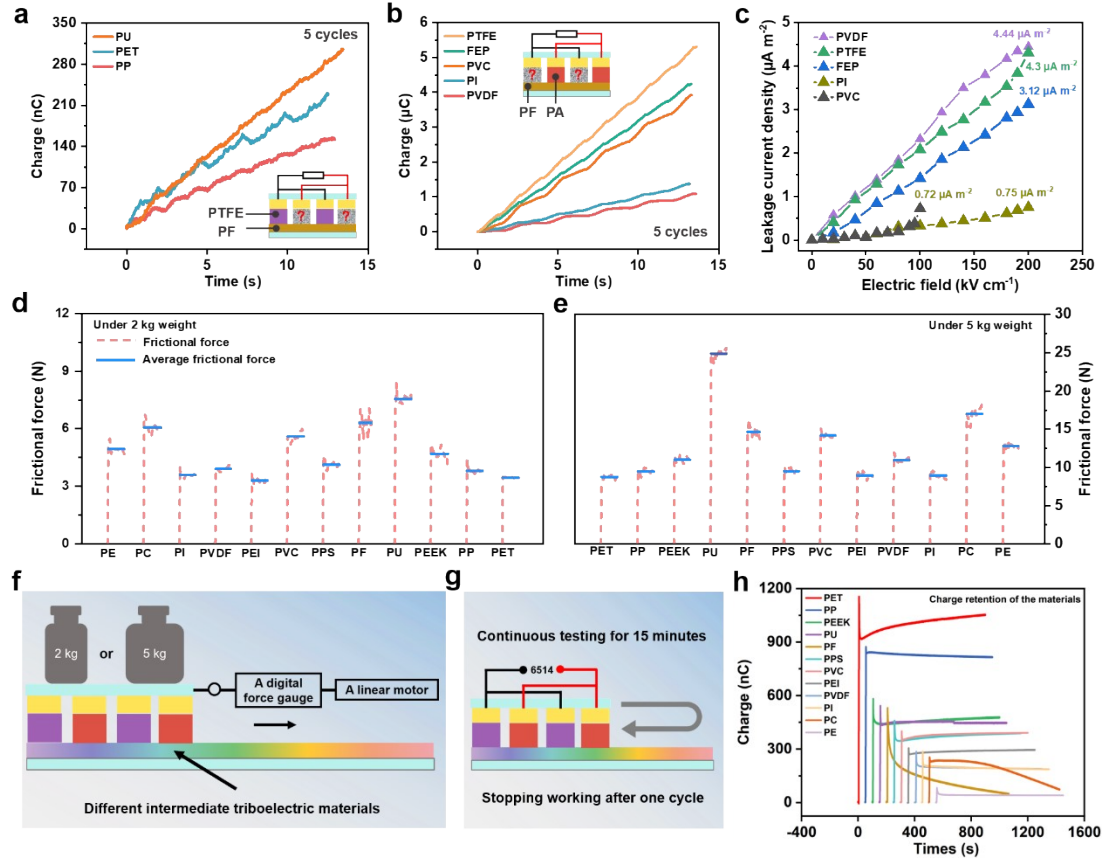 a
350
280
210
140
70
0
Charge (nC)
PU
PET
PP
5 cycles
PTFE
PF
?
?
0
5
10
15
Time (s)
b
6
5
4
3
2
1
0
Charge (μC)
PTFE
FEP
PVC
PI
PVDF
?
?
PF
PA
5 cycles
0
5
10
15
Time (s)
c
5
4
3
2
1
0
Leakage current density (μA m-2)
PVDF
PTFE
FEP
PI
PVC
4.44 μA m-2
4.3 μA m-2
3.12 μA m-2
0.72 μA m-2
0.75 μA m-2
0
50
100
150
200
250
Electric field (kV cm-1)
d
12
9
6
3
0
Frictional force (N)
Under 2 kg weight
Frictional force
Average frictional force
PE
PC
PI
PVDF
PEI
PVC
PPS
PF
PU
PEEK
PP
PET
e
Under 5 kg weight
30
25
20
15
10
5
0
Frictional force (N)
PET
PP
PEEK
PU
PF
PPS
PVC
PEI
PVDF
PI
PC
PE
f
2 kg
or
5 kg
A digital
force gauge
A linear motor
Different intermediate triboelectric materials
g
Continuous testing for 15 minutes
6514
Stopping working after one cycle
h
1200
900
600
300
0
Charge (nC)
PET
PP
PEEK
PU
PF
PPS
PVC
PEI
PVDF
PI
PC
PE
Charge retention of the materials
-400
0
400
800
1200
1600
Times (s)